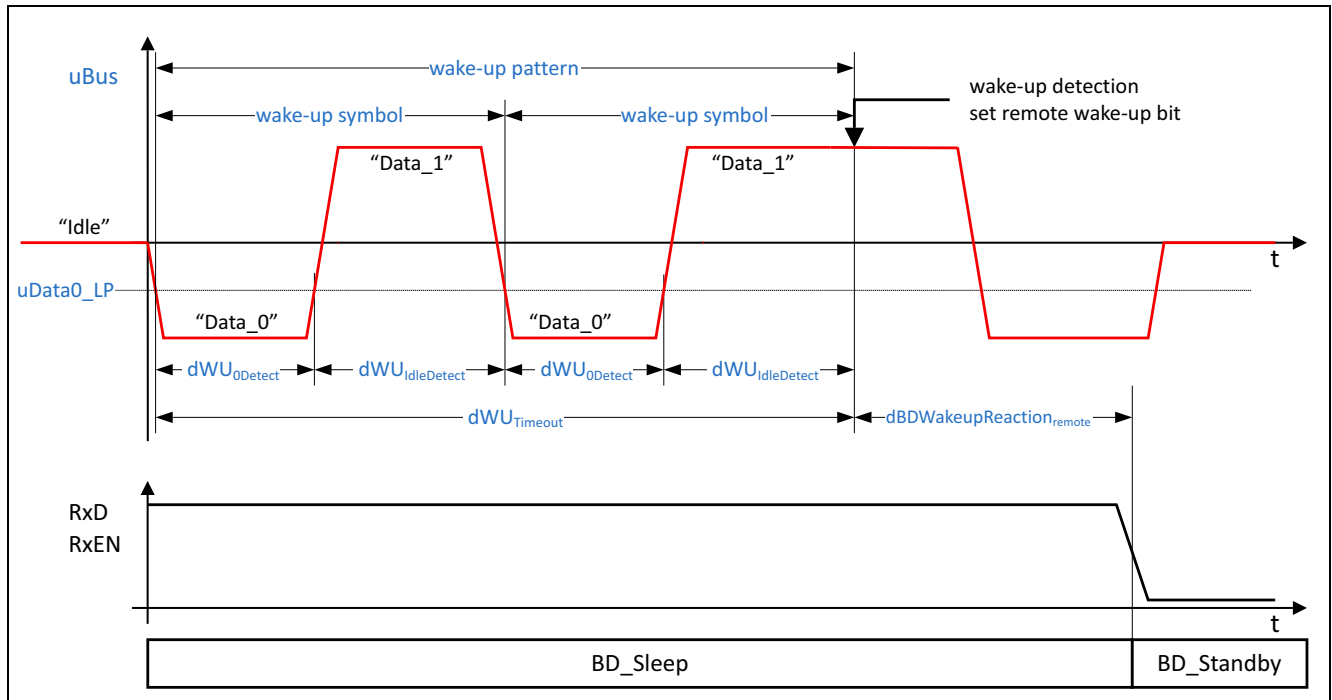 uBus
wake-up pattern
wake-up detection
set remote wake-up bit
wake-up symbol
wake-up symbol
“Data_1”
“Data_1”
“Idle”
t
uData0_LP
“Data_0”
“Data_0”
dWU0Detect
dWUIdleDetect
dWU0Detect
dWUIdleDetect
dWUTimeout
dBDWakeupReactionremote
RxD
RxEN
t
BD_Sleep
BD_Standby